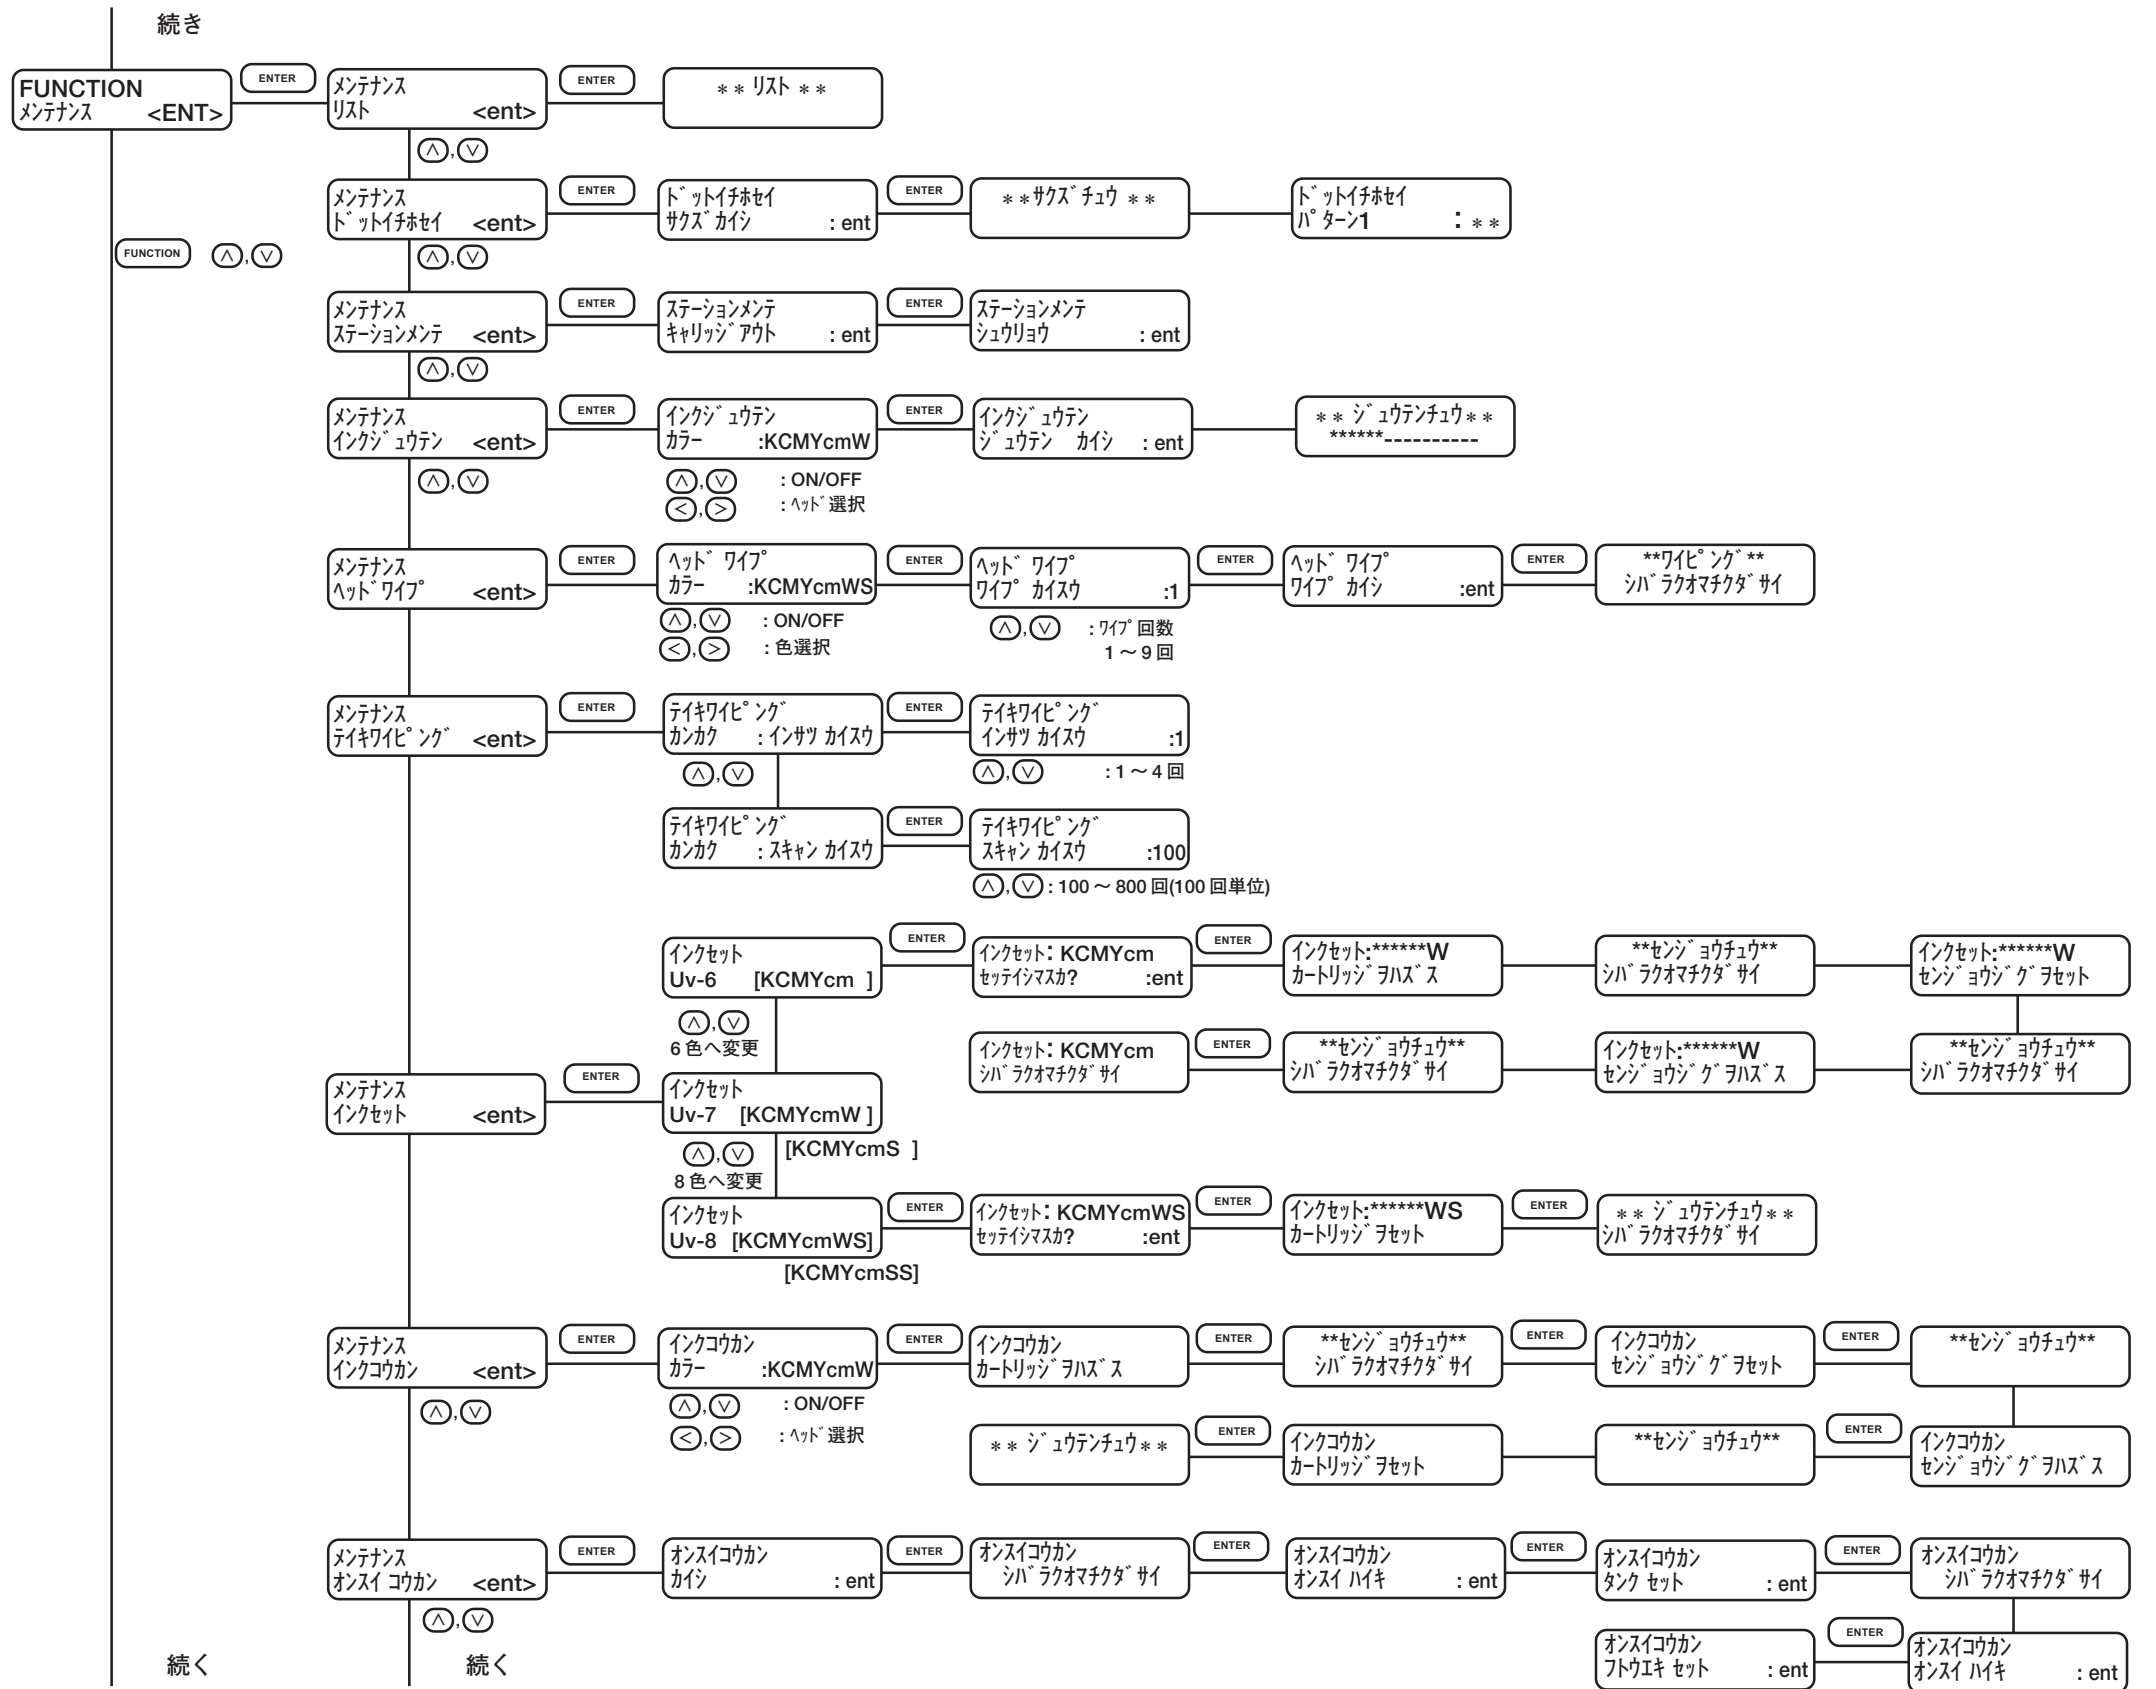 続き
FUNCTION
ﾒﾝﾃﾅﾝｽ <ENT>
ENTER
ﾒﾝﾃﾅﾝｽ
ﾘｽﾄ <ent>
ENTER
** ﾘｽﾄ **
∧,∨
ﾒﾝﾃﾅﾝｽ
ﾄﾞｯﾄｲﾁﾎｾｲ <ent>
ENTER
ﾄﾞｯﾄｲﾁﾎｾｲ
ｻｸｽﾞｶｲｼ : ent
ENTER
**ｻｸｽﾞﾁｭｳ **
ﾄﾞｯﾄｲﾁﾎｾｲ
ﾊﾟﾀｰﾝ1 : **
FUNCTION ∧,∨
∧,∨
ﾒﾝﾃﾅﾝｽ
ｽﾃｰｼｮﾝﾒﾝﾃ <ent>
ENTER
ｽﾃｰｼｮﾝﾒﾝﾃ
ｷｬﾘｯｼﾞｱｳﾄ : ent
ENTER
ｽﾃｰｼｮﾝﾒﾝﾃ
ｼｭｳﾘｮｳ : ent
∧,∨
ﾒﾝﾃﾅﾝｽ
ｲﾝｸｼﾞｭｳﾃﾝ <ent>
ENTER
ｲﾝｸｼﾞｭｳﾃﾝ
ｶﾗｰ :KCMYcmW
ENTER
ｲﾝｸｼﾞｭｳﾃﾝ
ｼﾞｭｳﾃﾝ ｶｲｼ : ent
** ｼﾞｭｳﾃﾝﾁｭｳ**
******----------
∧,∨
∧,∨ : ON/OFF
<,> : ﾍｯﾄﾞ選択
ﾒﾝﾃﾅﾝｽ
ﾍｯﾄﾞﾜｲﾌﾟ <ent>
ENTER
ﾍｯﾄﾞ ﾜｲﾌﾟ
ｶﾗｰ :KCMYcmWS
ENTER
ﾍｯﾄﾞ ﾜｲﾌﾟ
ﾜｲﾌﾟ ｶｲｽｳ :1
ENTER
ﾍｯﾄﾞ ﾜｲﾌﾟ
ﾜｲﾌﾟ ｶｲｼ :ent
ENTER
**ﾜｲﾋﾟﾝｸﾞ**
ｼﾊﾞﾗｸｵﾏﾁｸﾀﾞｻｲ
∧,∨ : ON/OFF
<,> : 色選択
∧,∨ : ﾜｲﾌﾟ回数
1～9回
ﾒﾝﾃﾅﾝｽ
ﾃｲｷﾜｲﾋﾟﾝｸﾞ <ent>
ENTER
ﾃｲｷﾜｲﾋﾟﾝｸﾞ
ｶﾝｶｸ : ｲﾝｻﾂ ｶｲｽｳ
ENTER
ﾃｲｷﾜｲﾋﾟﾝｸﾞ
ｲﾝｻﾂ ｶｲｽｳ :1
∧,∨
∧,∨ : 1～4回
ﾃｲｷﾜｲﾋﾟﾝｸﾞ
ｶﾝｶｸ : ｽｷｬﾝ ｶｲｽｳ
ENTER
ﾃｲｷﾜｲﾋﾟﾝｸﾞ
ｽｷｬﾝ ｶｲｽｳ :100
∧,∨ : 100～800回(100回単位)
ｲﾝｸｾｯﾄ
Uv-6 [KCMYcm ]
ENTER
ｲﾝｸｾｯﾄ: KCMYcm
ｾｯﾃｲｼﾏｽｶ? :ent
ENTER
ｲﾝｸｾｯﾄ:******W
ｶｰﾄﾘｯｼﾞｦﾊｽﾞｽ
**ｾﾝｼﾞｮｳﾁｭｳ**
ｼﾊﾞﾗｸｵﾏﾁｸﾀﾞｻｲ
ｲﾝｸｾｯﾄ:******W
ｾﾝｼﾞｮｳｼﾞｸﾞｦｾｯﾄ
∧,∨
6色へ変更
ｲﾝｸｾｯﾄ: KCMYcm
ｼﾊﾞﾗｸｵﾏﾁｸﾀﾞｻｲ
ENTER
**ｾﾝｼﾞｮｳﾁｭｳ**
ｼﾊﾞﾗｸｵﾏﾁｸﾀﾞｻｲ
ｲﾝｸｾｯﾄ:******W
ｾﾝｼﾞｮｳｼﾞｸﾞｦﾊｽﾞｽ
**ｾﾝｼﾞｮｳﾁｭｳ**
ｼﾊﾞﾗｸｵﾏﾁｸﾀﾞｻｲ
ﾒﾝﾃﾅﾝｽ
ｲﾝｸｾｯﾄ <ent>
ENTER
ｲﾝｸｾｯﾄ
Uv-7 [KCMYcmW ]
[KCMYcmS ]
∧,∨
8色へ変更
ｲﾝｸｾｯﾄ
Uv-8 [KCMYcmWS]
[KCMYcmSS]
ENTER
ｲﾝｸｾｯﾄ: KCMYcmWS
ｾｯﾃｲｼﾏｽｶ? :ent
ENTER
ｲﾝｸｾｯﾄ:******WS
ｶｰﾄﾘｯｼﾞｦｾｯﾄ
ENTER
** ｼﾞｭｳﾃﾝﾁｭｳ**
ｼﾊﾞﾗｸｵﾏﾁｸﾀﾞｻｲ
ﾒﾝﾃﾅﾝｽ
ｲﾝｸｺｳｶﾝ <ent>
ENTER
ｲﾝｸｺｳｶﾝ
ｶﾗｰ :KCMYcmW
ENTER
ｲﾝｸｺｳｶﾝ
ｶｰﾄﾘｯｼﾞｦﾊｽﾞｽ
ENTER
**ｾﾝｼﾞｮｳﾁｭｳ**
ｼﾊﾞﾗｸｵﾏﾁｸﾀﾞｻｲ
ENTER
ｲﾝｸｺｳｶﾝ
ｾﾝｼﾞｮｳｼﾞｸﾞｦｾｯﾄ
ENTER
**ｾﾝｼﾞｮｳﾁｭｳ**
∧,∨
∧,∨ : ON/OFF
<,> : ﾍｯﾄﾞ選択
** ｼﾞｭｳﾃﾝﾁｭｳ**
ENTER
ｲﾝｸｺｳｶﾝ
ｶｰﾄﾘｯｼﾞｦｾｯﾄ
**ｾﾝｼﾞｮｳﾁｭｳ**
ENTER
ｲﾝｸｺｳｶﾝ
ｾﾝｼﾞｮｳｼﾞｸﾞｦﾊｽﾞｽ
ﾒﾝﾃﾅﾝｽ
ｵﾝｽｲ ｺｳｶﾝ <ent>
ENTER
ｵﾝｽｲｺｳｶﾝ
ｶｲｼ : ent
ENTER
ｵﾝｽｲｺｳｶﾝ
ｼﾊﾞﾗｸｵﾏﾁｸﾀﾞｻｲ
ENTER
ｵﾝｽｲｺｳｶﾝ
ｵﾝｽｲ ﾊｲｷ : ent
ENTER
ｵﾝｽｲｺｳｶﾝ
ﾀﾝｸ ｾｯﾄ : ent
ENTER
ｵﾝｽｲｺｳｶﾝ
ｼﾊﾞﾗｸｵﾏﾁｸﾀﾞｻｲ
∧,∨
ｵﾝｽｲｺｳｶﾝ
ﾌﾄｳｴｷ ｾｯﾄ : ent
ENTER
ｵﾝｽｲｺｳｶﾝ
ｵﾝｽｲ ﾊｲｷ : ent
続く
続く